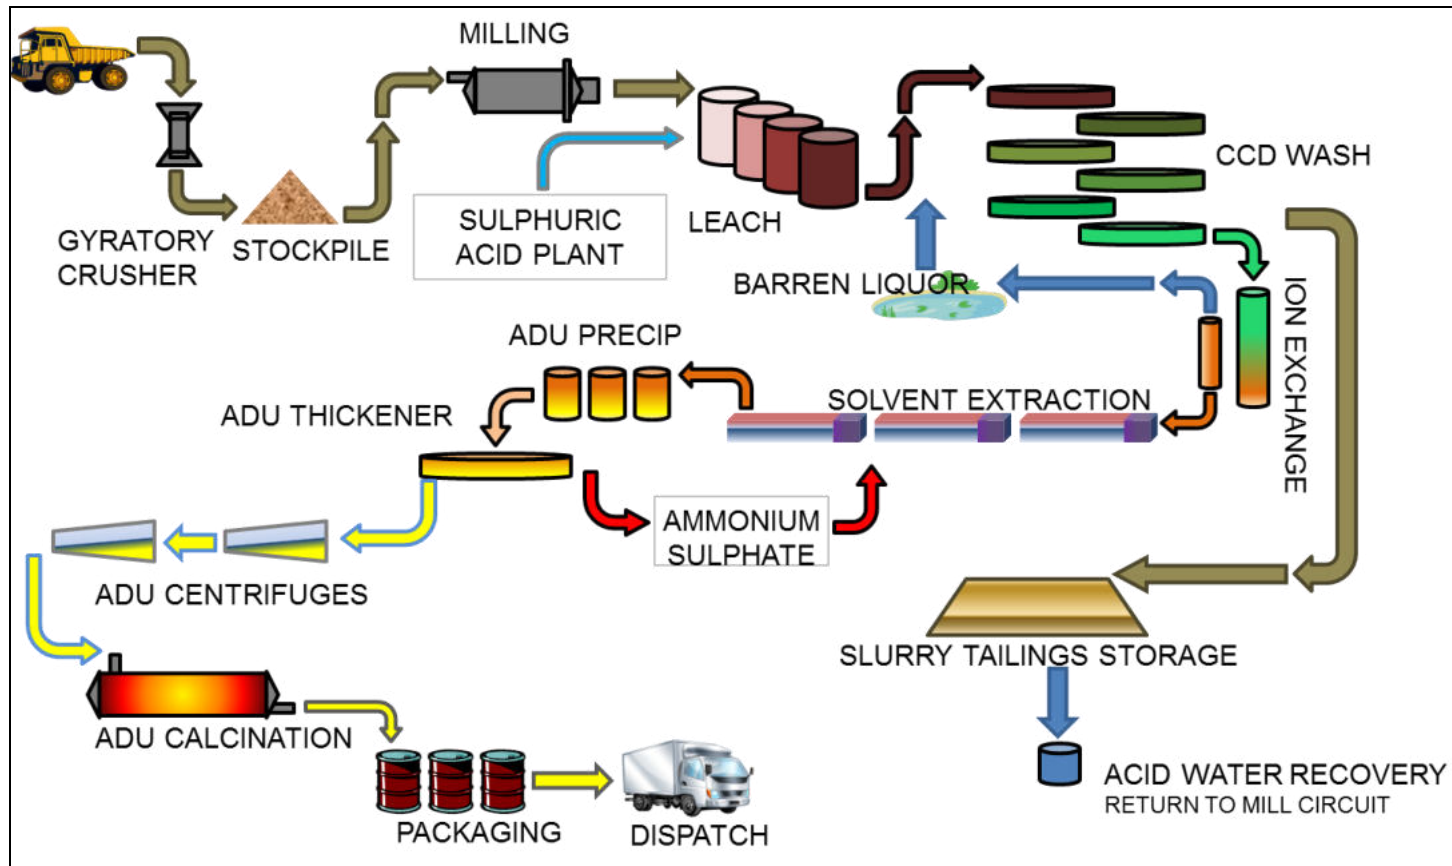 MILLING
GYRATORY
CRUSHER
STOCKPILE
SULPHURIC
ACID PLANT
LEACH
CCD WASH
BARREN LIQUOR
ION EXCHANGE
ADU PRECIP
SOLVENT EXTRACTION
ADU THICKENER
AMMONIUM
SULPHATE
ADU CENTRIFUGES
SLURRY TAILINGS STORAGE
ADU CALCINATION
ACID WATER RECOVERY
RETURN TO MILL CIRCUIT
PACKAGING
DISPATCH